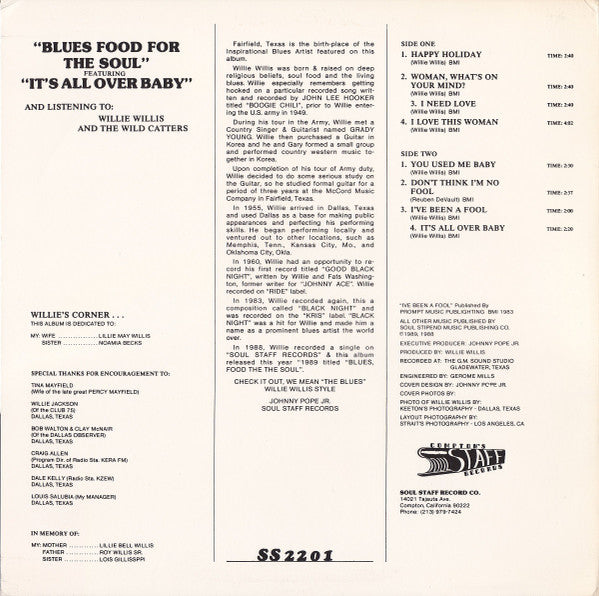 "BLUES FOOD FOR
THE SOUL"
FEATURING
"IT'S ALL OVER BABY"
AND LISTENING TO:
WILLIE WILLIS
AND THE WILD CATTERS
WILLIE'S CORNER . . .
THIS ALBUM IS DEDICATED TO:
MY: WIFE .................. LILLIE MAY WILLIS
SISTER .................. NOAMIA BECKS
SPECIAL THANKS FOR ENCOURAGEMENT TO:
TINA MAYFIELD
(Wife of the late great PERCY MAYFIELD)
WILLIE JACKSON
(Of the CLUB 75)
DALLAS, TEXAS
BOB WALTON & CLAY McNAIR
(Of the DALLAS OBSERVER)
DALLAS, TEXAS
CRAIG ALLEN
(Program Dir. of Radio Sta. KERA FM)
DALLAS, TEXAS
DALE KELLY (Radio Sta. KZEW)
DALLAS, TEXAS
LOUIS SALUBIA (My MANAGER)
DALLAS, TEXAS
IN MEMORY OF:
MY: MOTHER ............. LILLIE BELL WILLIS
FATHER ............. ROY WILLIS SR.
SISTER ............. LOIS GILLISSPPI
Fairfield, Texas is the birth-place of the
Inspirational Blues Artist featured on this
album.
Willie Willis was born & raised on deep
religious beliefs, soul food and the living
blues. Willie especially remembers getting
hooked on a particular recorded song writ-
ten and recorded by JOHN LEE HOOKER
titled "BOOGIE CHILI", prior to Willie enter-
ing the U.S. army in 1949.
During his tour in the Army, Willie met a
Country Singer & Guitarist named GRADY
YOUNG. Willie then purchased a Guitar in
Korea and he and Gary formed a small group
and performed country western music to-
gether in Korea.
Upon completion of his tour of Army duty,
Willie decided to do some serious study on
the Guitar, so he studied formal guitar for a
period of three years at the McCord Music
Company in Fairfield, Texas.
In 1955, Willie arrived in Dallas, Texas
and used Dallas as a base for making public
appearances and perfecting his performing
skills. He began performing locally and
ventured out to other locations, such as
Memphis, Tenn., Kansas City, Mo., and
Oklahoma City, Okla.
In 1960, Willie had an opportunity to re-
cord his first record titled "GOOD BLACK
NIGHT", written by Willie and Fats Washing-
ton, former writer for "JOHNNY ACE". Willie
recorded on "RIDE" label.
In 1983, Willie recorded again, this a
composition called "BLACK NIGHT" and
was recorded on the "KRIS" label. "BLACK
NIGHT" was a hit for Willie and made him a
name as a prominent blues artist the world
over.
In 1988, Willie recorded a single on
"SOUL STAFF RECORDS" & this album
released this year "1989 titled "BLUES,
FOOD THE THE SOUL".
CHECK IT OUT, WE MEAN "THE BLUES"
WILLIE WILLIS STYLE
JOHNNY POPE JR.
SOUL STAFF RECORDS
SS2201
SIDE ONE
1. HAPPY HOLIDAY TIME: 2:40
(Willie Willis) BMI
2. WOMAN, WHAT'S ON
YOUR MIND? TIME: 2:43
(Willie Willis) BMI
3. I NEED LOVE TIME: 2:40
(Willie Willis) BMI
4. I LOVE THIS WOMAN TIME: 4:02
(Willie Willis) BMI
SIDE TWO
1. YOU USED ME BABY TIME: 2:30
(Willie Willis) BMI
2. DON'T THINK I'M NO
FOOL TIME: 2:37
(Reuben DeVault) BMI
3. I'VE BEEN A FOOL TIME: 2:00
(Willie Willis) BMI
4. IT'S ALL OVER BABY TIME: 2:20
(Willie Willis) BMI
"I'VE BEEN A FOOL" Published By
PROMPT MUSIC PUBLISHTING BMI 1983
ALL OTHER MUSIC PUBLISHED BY
SOUL STIPEND MUSIC PUBLISHING CO.
©1989, 1988
EXECUTIVE PRODUCER: JOHNNY POPE JR.
PRODUCED BY: WILLIE WILLIS
RECORDED AT: THE G.M. SOUND STUDIO
GLADEWATER, TEXAS
ENGINEERED BY: GEROME MILLS
COVER DESIGN BY: JOHNNY POPE JR
COVER PHOTOS BY:
PHOTO OF WILLIE WILLIS BY:
KEETON'S PHOTOGRAPHY - DALLAS, TEXAS
LAYOUT PHOTOGRAPHY BY:
STRAIT'S PHOTOGRAPHY - LOS ANGELES, CA
COMPTON'S
STAFF
RECORDS
SOUL STAFF RECORD CO.
14021 Tajauta Ave.
Compton, California 90222
Phone: (213) 979-7424